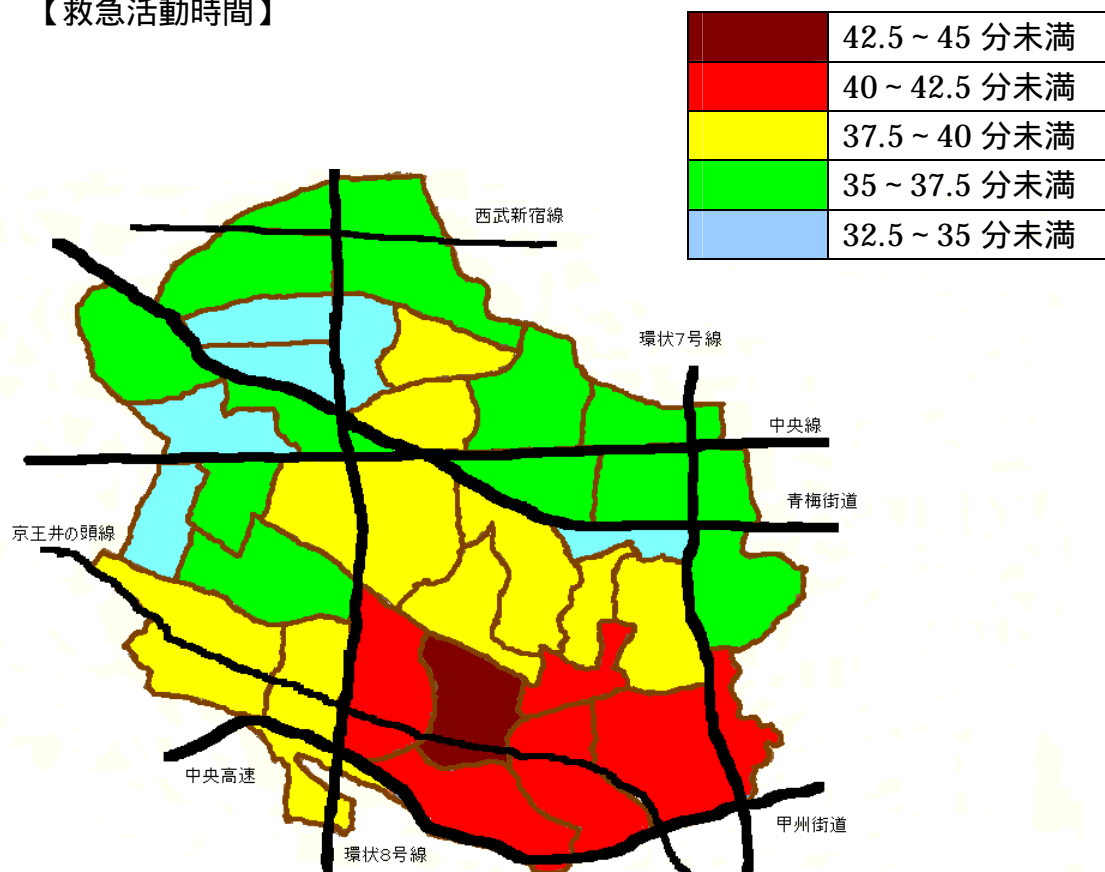 【救急活動時間】
42.5~45 分未満
40~42.5 分未満
37.5~40 分未満
35~37.5 分未満
32.5~35 分未満
西武新宿線
環状7号線
中央線
青梅街道
京王井の頭線
中央高速
甲州街道
環状8号線